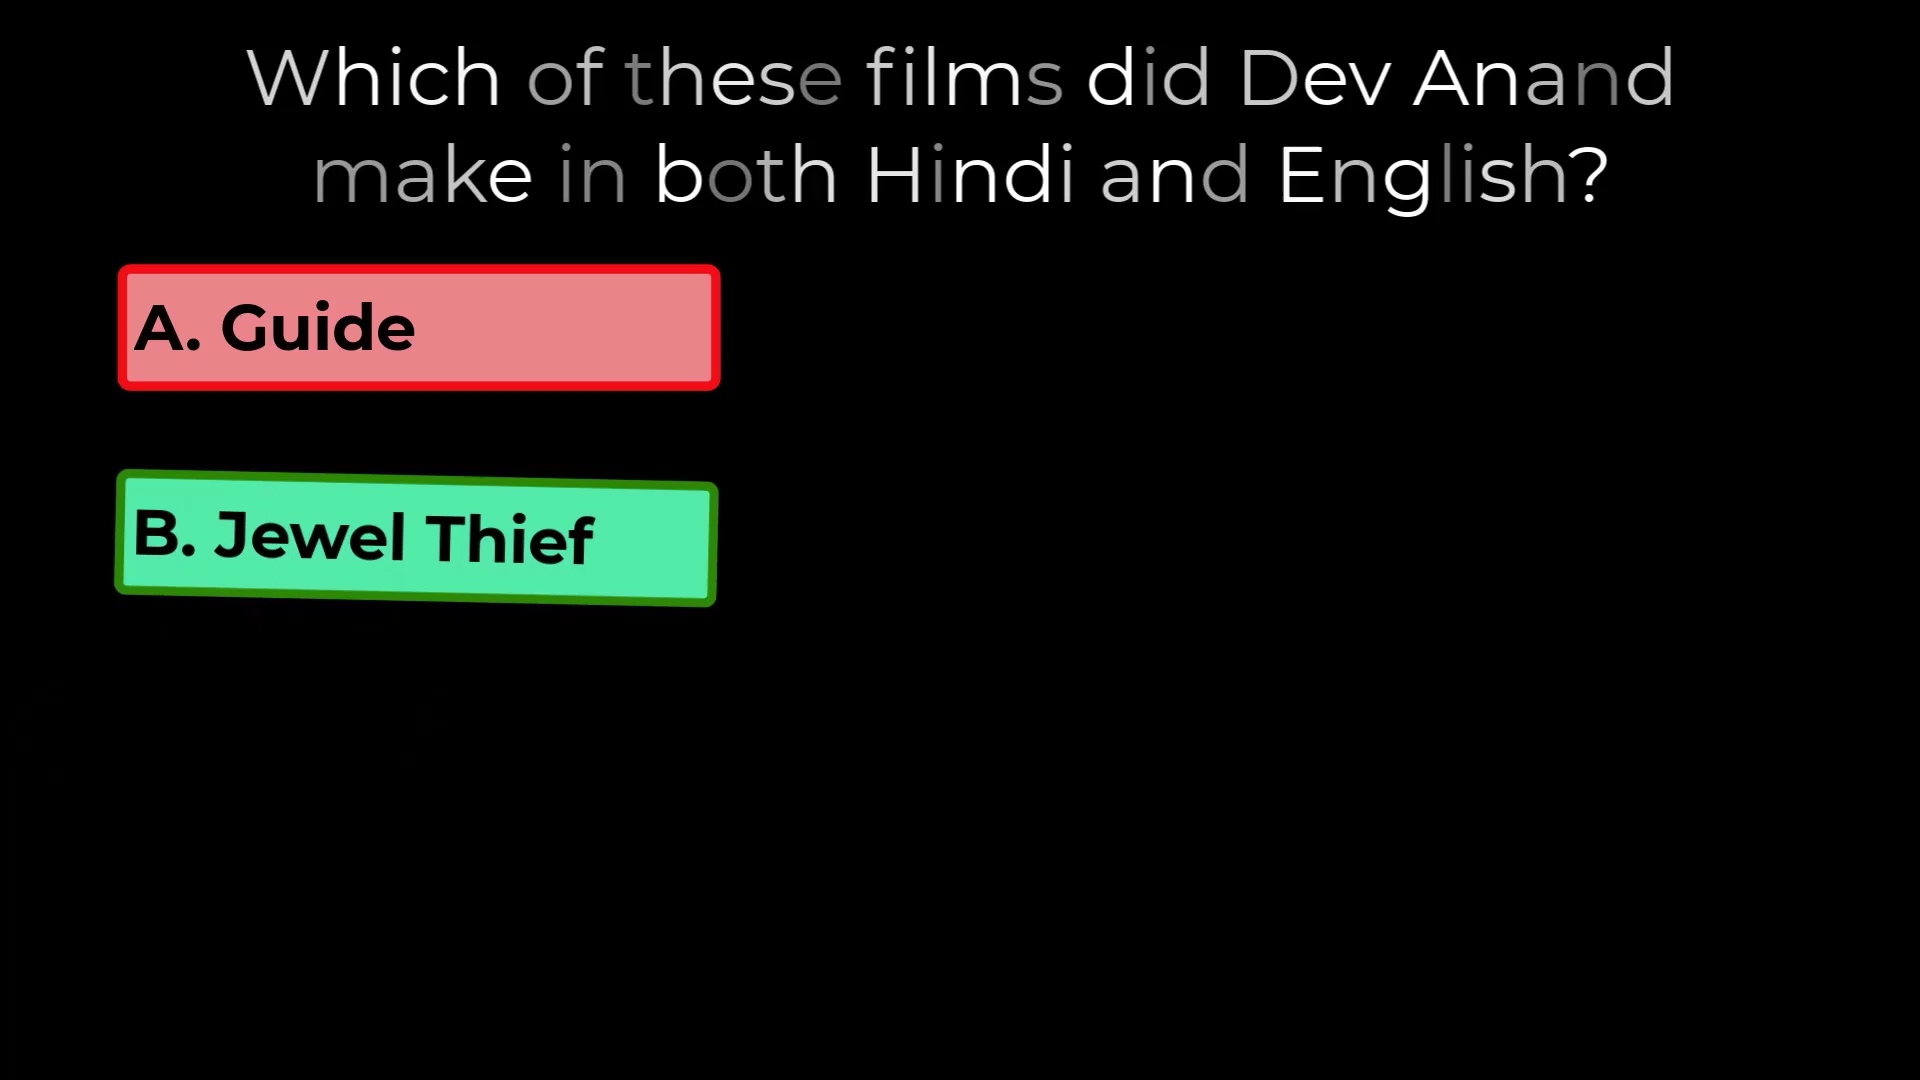 Which of these films did Dev Anand
make in both Hindi and English?
A. Guide
B. Jewel Thief